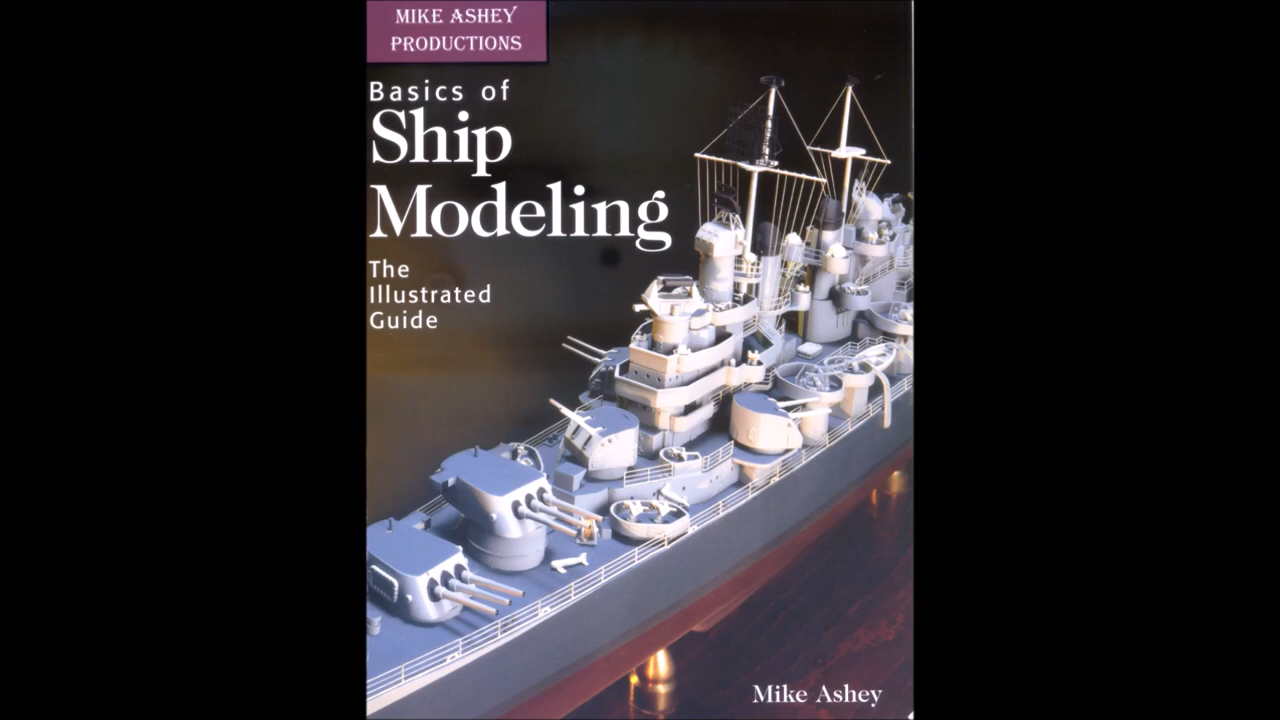 MIKE ASHEY
PRODUCTIONS
Basics of
Ship
Modeling
The
Illustrated
Guide
Mike Ashey